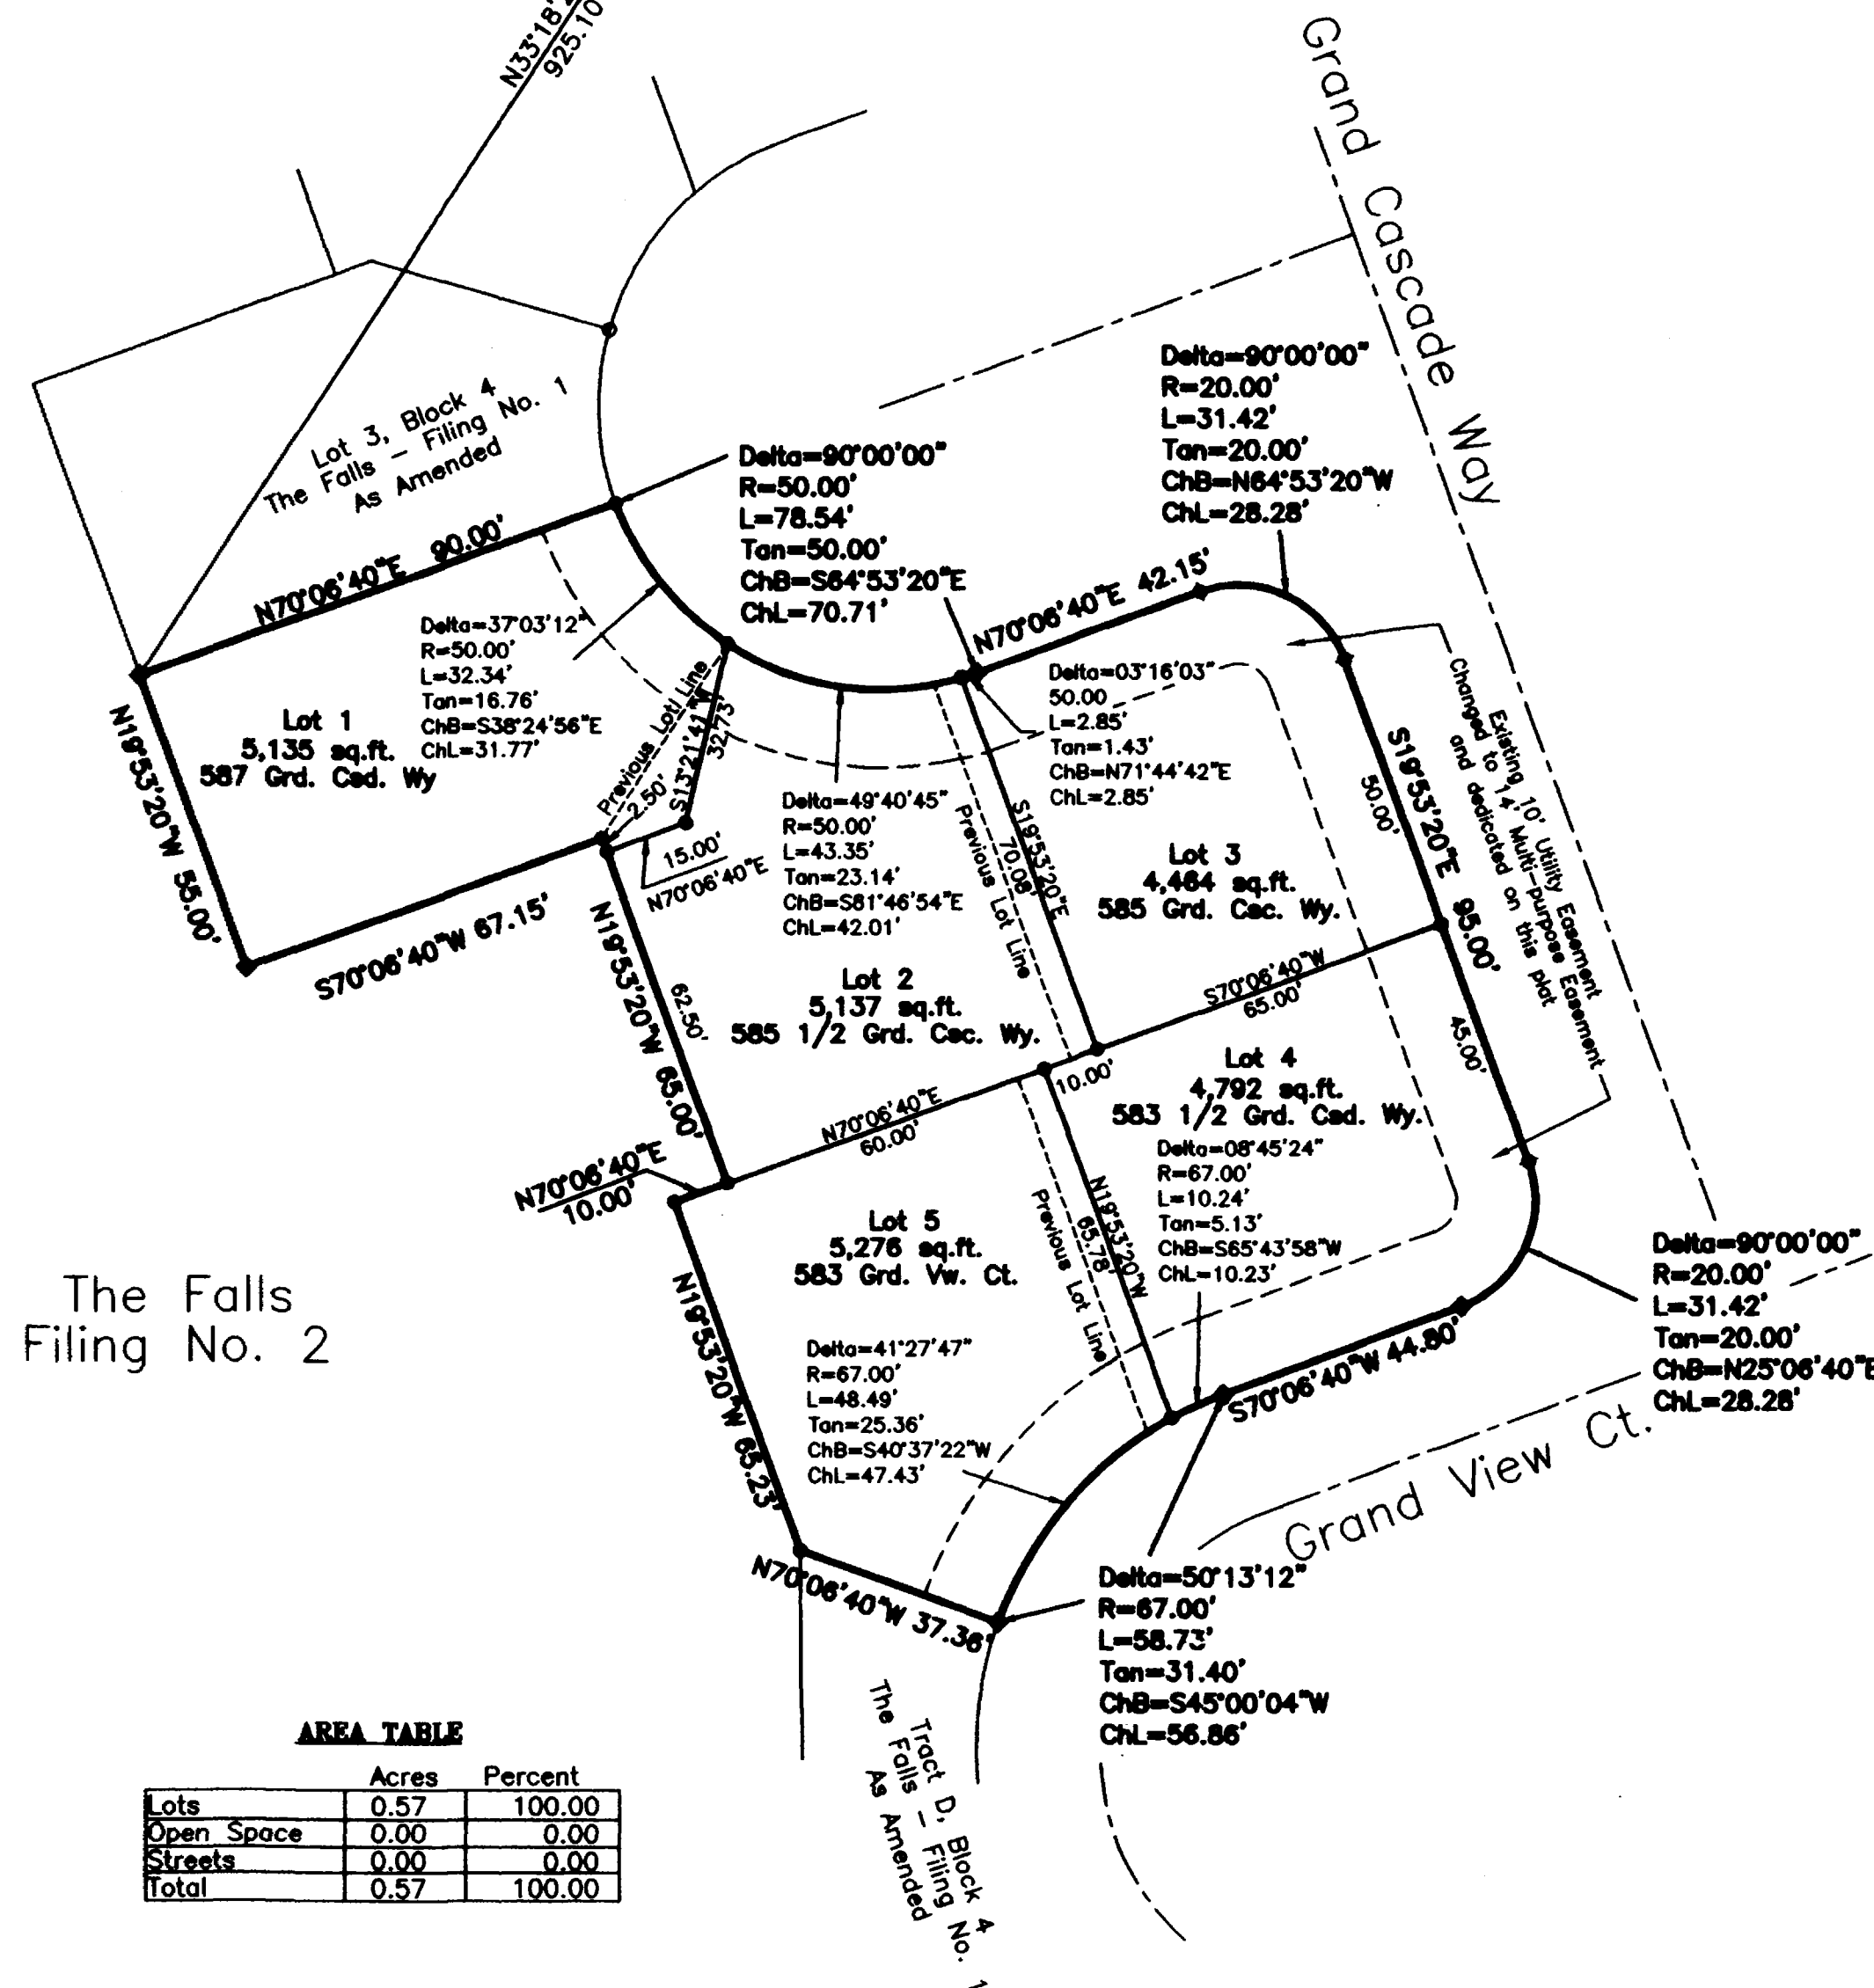 N33°18'
925.10
Grand Cascade Way
Lot 3, Block 4
The Falls – Filing No. 1
As Amended
Delta=90°00'00"
R=20.00'
L=31.42'
Tan=20.00'
ChB=N64°53'20"W
ChL=28.28'
Delta=90°00'00"
R=50.00'
L=78.54'
Tan=50.00'
ChB=S64°53'20"E
ChL=70.71'
N70°06'40"E 90.00'
N70°06'40"E 42.15'
Delta=37°03'12"
R=50.00'
L=32.34'
Tan=16.76'
ChB=S38°24'56"E
ChL=31.77'
Lot 1
5,135 sq.ft.
587 Grd. Csd. Wy
N19°53'20"W 55.00'
S70°06'40"W 67.15'
Previous Lot Line
2.50'
S13°21'41"W
32.73'
15.00'
N70°06'40"E
Delta=03°16'03"
50.00
L=2.85'
Tan=1.43'
ChB=N71°44'42"E
ChL=2.85'
Delta=49°40'45"
R=50.00'
L=43.35'
Tan=23.14'
ChB=S81°46'54"E
ChL=42.01'
Previous Lot Line
S19°53'20"E
70.08'
Lot 3
4,464 sq.ft.
585 Grd. Csc. Wy.
S19°53'20"E 95.00'
50.00'
45.00'
Existing 10' Utility Easement
Changed to 14' Multi-purpose Easement
and dedicated on this plat
N19°53'20"W 65.00'
62.50'
Lot 2
5,137 sq.ft.
585 1/2 Grd. Csc. Wy.
S70°06'40"W
65.00'
10.00'
Lot 4
4,792 sq.ft.
583 1/2 Grd. Csd. Wy.
Delta=08°45'24"
R=67.00'
L=10.24'
Tan=5.13'
ChB=S65°43'58"W
ChL=10.23'
N70°06'40"E
60.00'
N70°06'40"E
10.00'
Lot 5
5,276 sq.ft.
583 Grd. Vw. Ct.
Previous Lot Line
N19°53'20"W
65.78'
N19°53'20"W 65.23'
Delta=41°27'47"
R=67.00'
L=48.49'
Tan=25.36'
ChB=S40°37'22"W
ChL=47.43'
The Falls
Filing No. 2
Delta=90°00'00"
R=20.00'
L=31.42'
Tan=20.00'
ChB=N25°06'40"E
ChL=28.28'
S70°06'40"W 44.80'
Grand View Ct.
N70°06'40"W 37.36'
Delta=50°13'12"
R=67.00'
L=58.73'
Tan=31.40'
ChB=S45°00'04"W
ChL=56.86'
Tract D, Block 4
The Falls – Filing No. 1
As Amended
AREA TABLE
Acres Percent
Lots 0.57 100.00
Open Space 0.00 0.00
Streets 0.00 0.00
Total 0.57 100.00